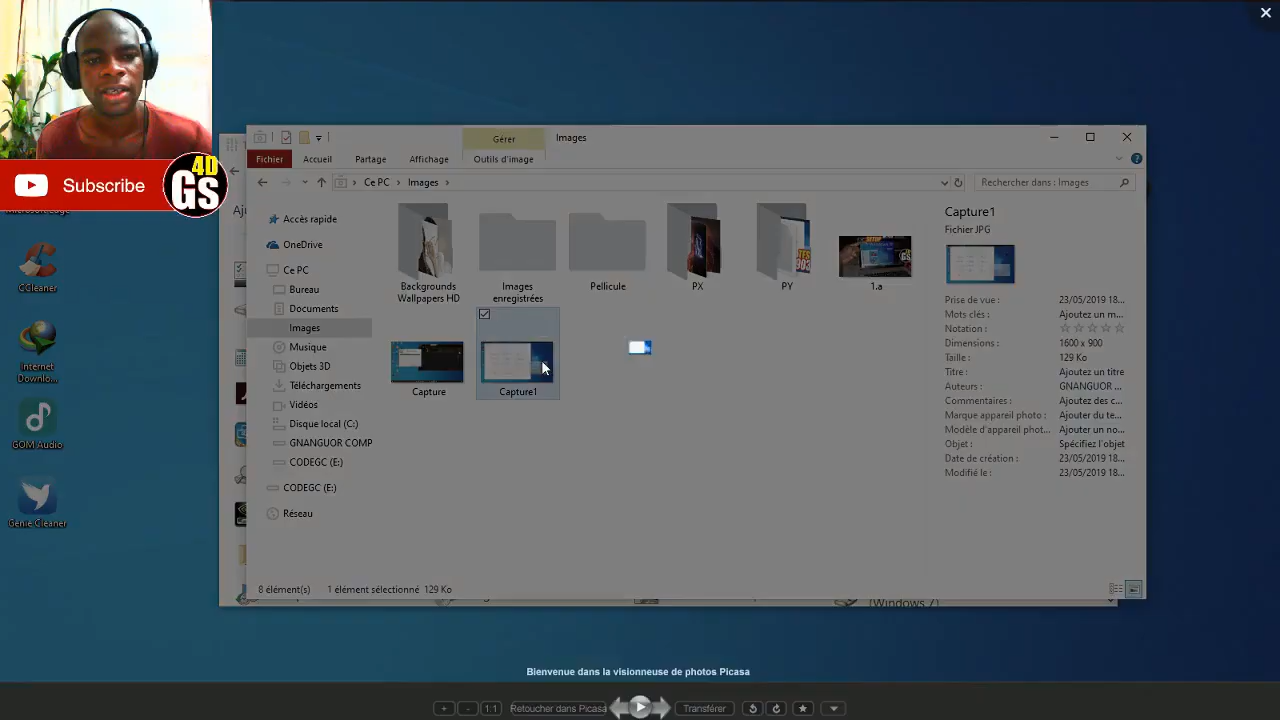 Subscribe
4D
GS
CCleaner
Internet
Downlo...
GOM Audio
Genie Cleaner
Gérer
Images
Fichier
Accueil
Partage
Affichage
Outils d'image
Ce PC
Images
Rechercher dans : Images
Accès rapide
OneDrive
Ce PC
Bureau
Documents
Images
Musique
Objets 3D
Téléchargements
Vidéos
Disque local (C:)
GNANGUOR COMP
CODEGC (E:)
CODEGC (E:)
Réseau
Backgrounds
Wallpapers HD
Images
enregistrées
Pellicule
PX
PY
1.a
Capture
Capture1
Capture1
Fichier JPG
Prise de vue : 23/05/2019 18...
Mots clés : Ajoutez un m...
Notation :
Dimensions : 1600 x 900
Taille : 129 Ko
Titre : Ajoutez un titre
Auteurs : GNANGUOR ...
Commentaires : Ajoutez des c...
Marque appareil photo : Ajouter du te...
Modèle d'appareil phot... Ajouter un no...
Objet : Spécifiez l'objet
Date de création : 23/05/2019 18...
Modifié le : 23/05/2019 18...
8 élément(s) 1 élément sélectionné 129 Ko
(Windows 7)
Bienvenue dans la visionneuse de photos Picasa
+ - 1:1 Retoucher dans Picasa Transférer